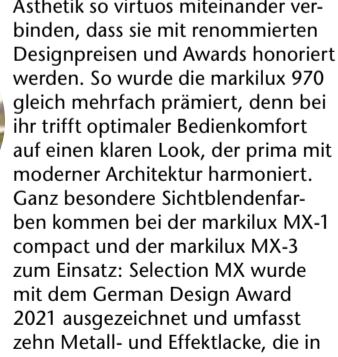 Ästhetik so virtuos miteinander ver-
binden, dass sie mit renommierten
Designpreisen und Awards honoriert
werden. So wurde die markilux 970
gleich mehrfach prämiert, denn bei
ihr trifft optimaler Bedienkomfort
auf einen klaren Look, der prima mit
moderner Architektur harmoniert.
Ganz besondere Sichtblendenfar-
ben kommen bei der markilux MX-1
compact und der markilux MX-3
zum Einsatz: Selection MX wurde
mit dem German Design Award
2021 ausgezeichnet und umfasst
zehn Metall- und Effektlacke, die in